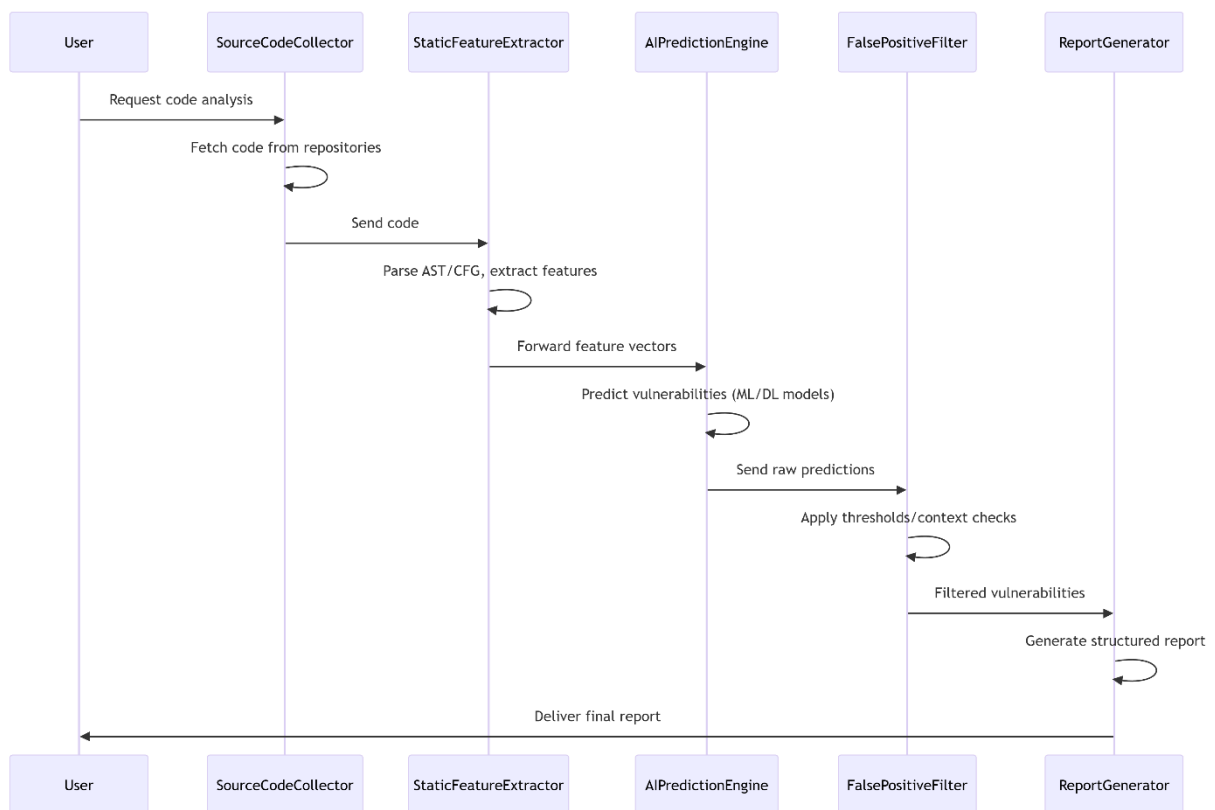 User
SourceCodeCollector
StaticFeatureExtractor
AIPredictionEngine
FalsePositiveFilter
ReportGenerator
Request code analysis
Fetch code from repositories
Send code
Parse AST/CFG, extract features
Forward feature vectors
Predict vulnerabilities (ML/DL models)
Send raw predictions
Apply thresholds/context checks
Filtered vulnerabilities
Generate structured report
Deliver final report
User
SourceCodeCollector
StaticFeatureExtractor
AIPredictionEngine
FalsePositiveFilter
ReportGenerator